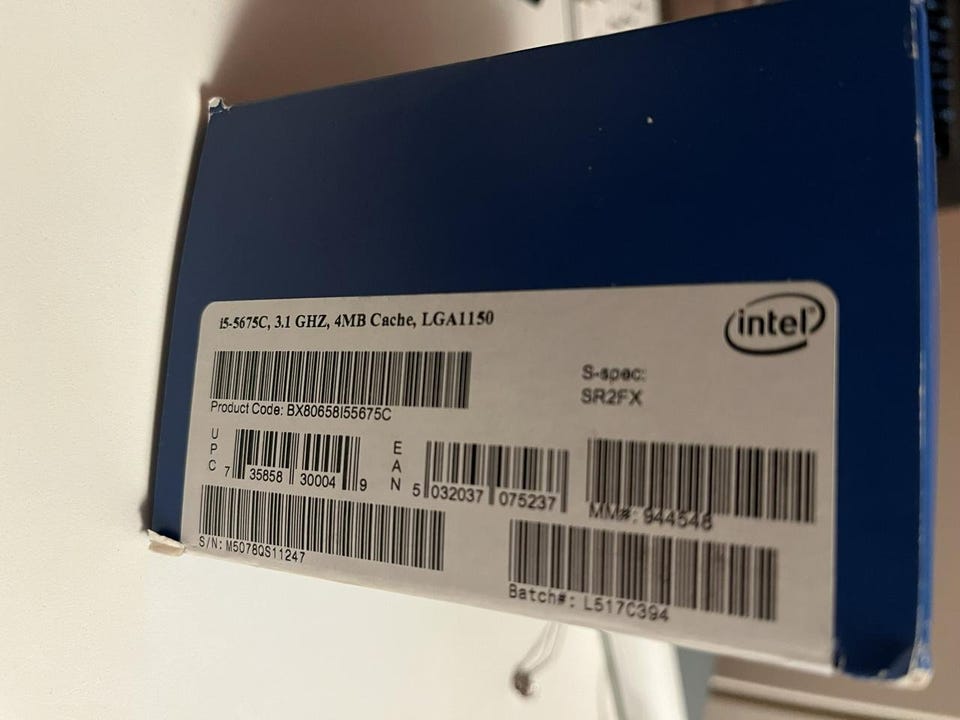 i5-5675C, 3.1 GHZ, 4MB Cache, LGA1150
intel®
Product Code: BX80658I55675C
S-spec:
SR2FX
UPC
7 35858 30004 9
EAN
5 032037 075237
MM#: 944548
S/N: M5078QS11247
Batch#: L517C394